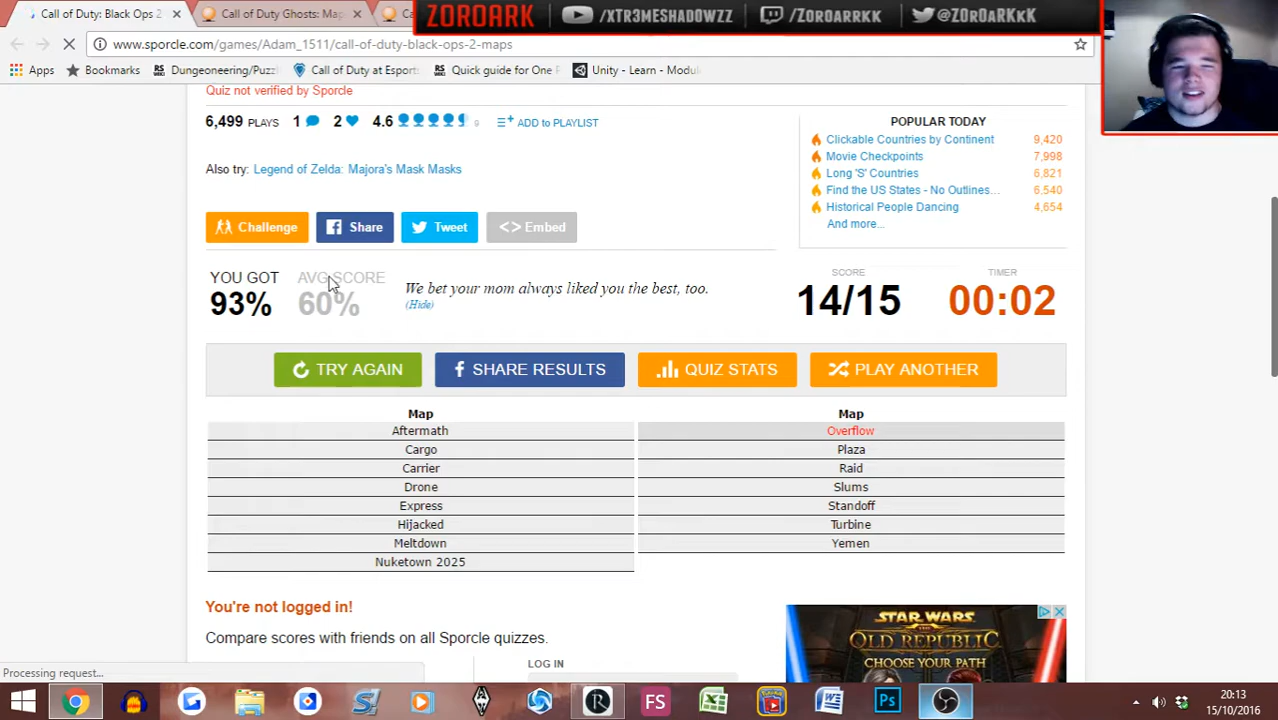 Call of Duty: Black Ops 2
Call of Duty Ghosts: Map
Ca
ZOROARK
/XTR3MESHADOWZZ
/ZoroArrkk
@Z0R0ARKkK
www.sporcle.com/games/Adam_1511/call-of-duty-black-ops-2-maps
Apps
Bookmarks
Dungeoneering/Puzzl
Call of Duty at Esport
Quick guide for One F
Unity - Learn - Modu
Quiz not verified by Sporcle
6,499 PLAYS 1 2 4.6 9 ADD to PLAYLIST
Also try: Legend of Zelda: Majora's Mask Masks
POPULAR TODAY
Clickable Countries by Continent 9,420
Movie Checkpoints 7,998
Long 'S' Countries 6,821
Find the US States - No Outlines... 6,540
Historical People Dancing 4,654
And more...
Challenge
Share
Tweet
<> Embed
YOU GOT
93%
AVG SCORE
60%
We bet your mom always liked you the best, too.
(Hide)
SCORE
14/15
TIMER
00:02
TRY AGAIN
f SHARE RESULTS
QUIZ STATS
PLAY ANOTHER
Map
Aftermath
Cargo
Carrier
Drone
Express
Hijacked
Meltdown
Nuketown 2025
Map
Overflow
Plaza
Raid
Slums
Standoff
Turbine
Yemen
You're not logged in!
Compare scores with friends on all Sporcle quizzes.
LOG IN
STAR WARS
THE OLD REPUBLIC
CHOOSE YOUR PATH
Processing request...
FS
Ps
20:13
15/10/2016